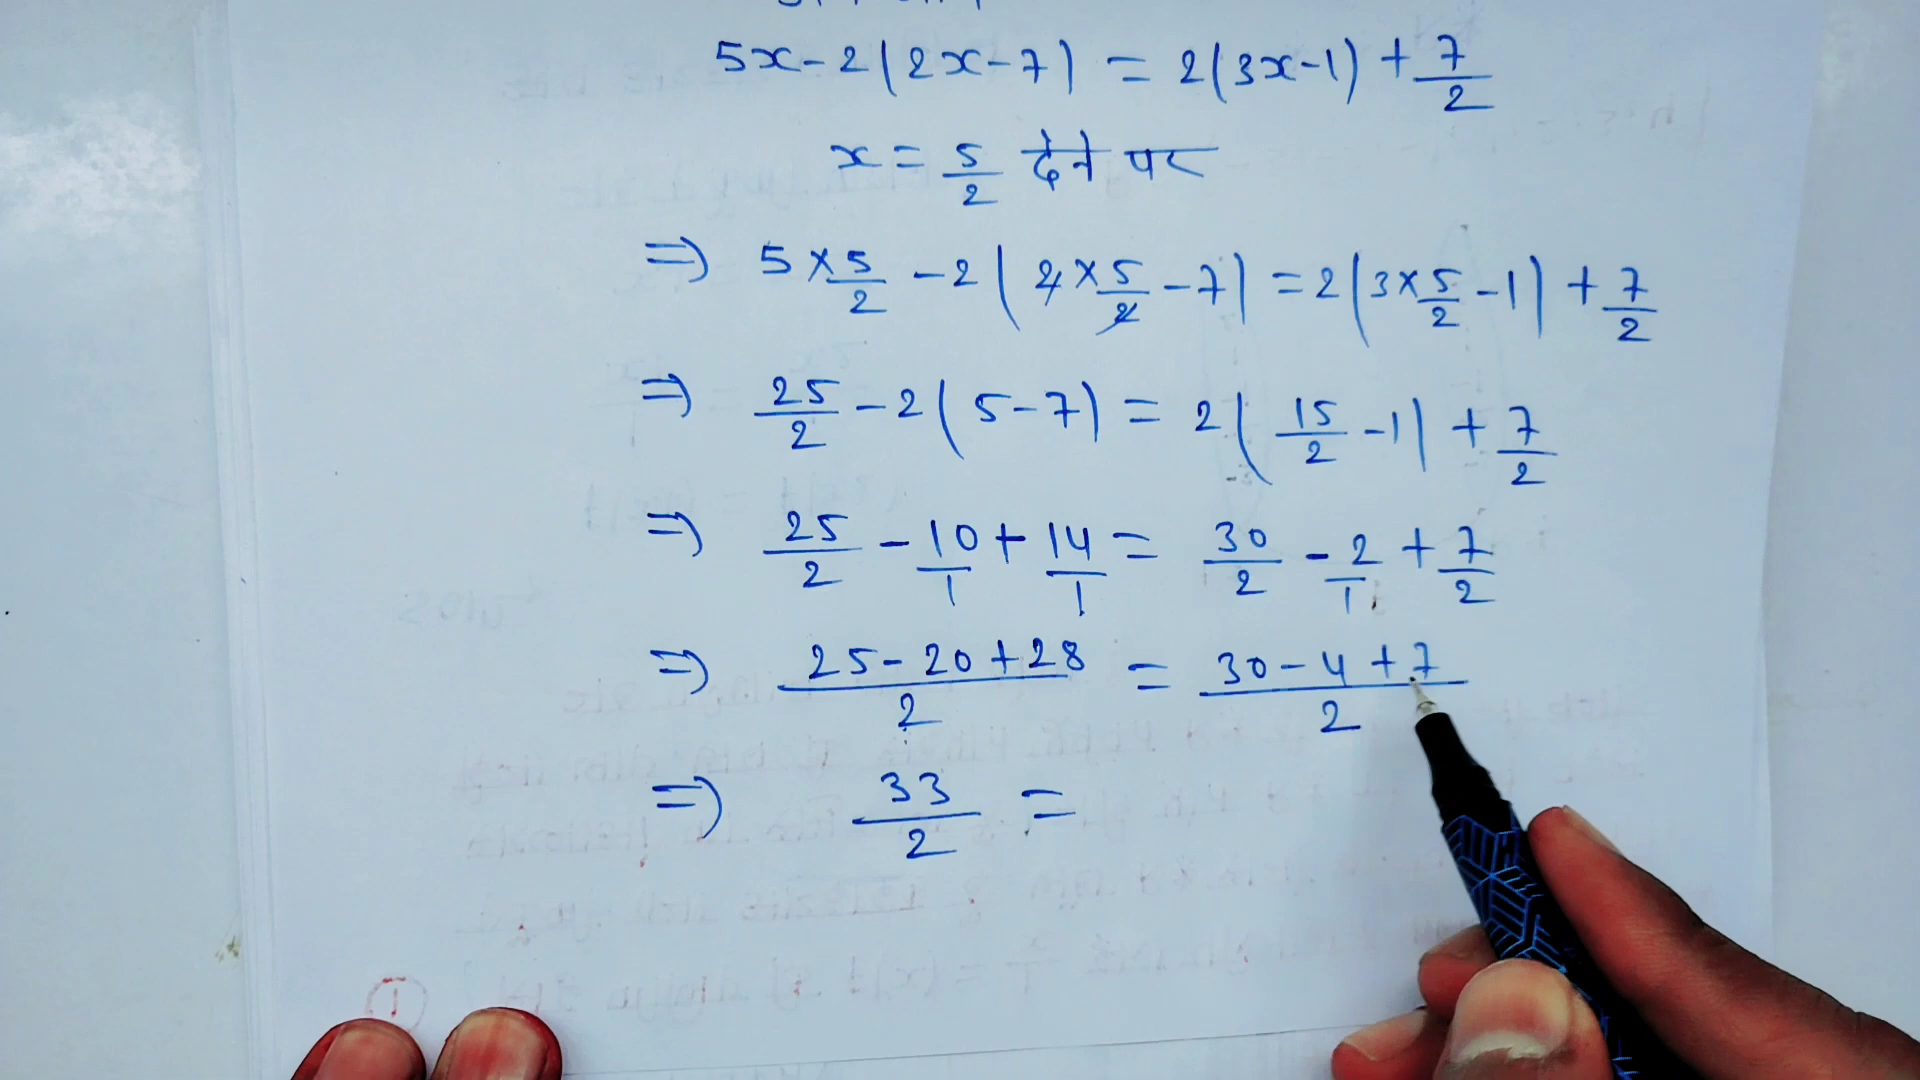 5x-2(2x-7) = 2(3x-1) + 7/2
x = 5/2 देने पर
⇒ 5×5/2 -2(2×5/2 -7) = 2(3×5/2 -1) + 7/2
⇒ 25/2 -2(5-7) = 2(15/2 -1) + 7/2
⇒ 25/2 - 10/1 + 14/1 = 30/2 - 2/1 + 7/2
⇒ 25-20+28/2 = 30-4+7/2
⇒ 33/2 =
1